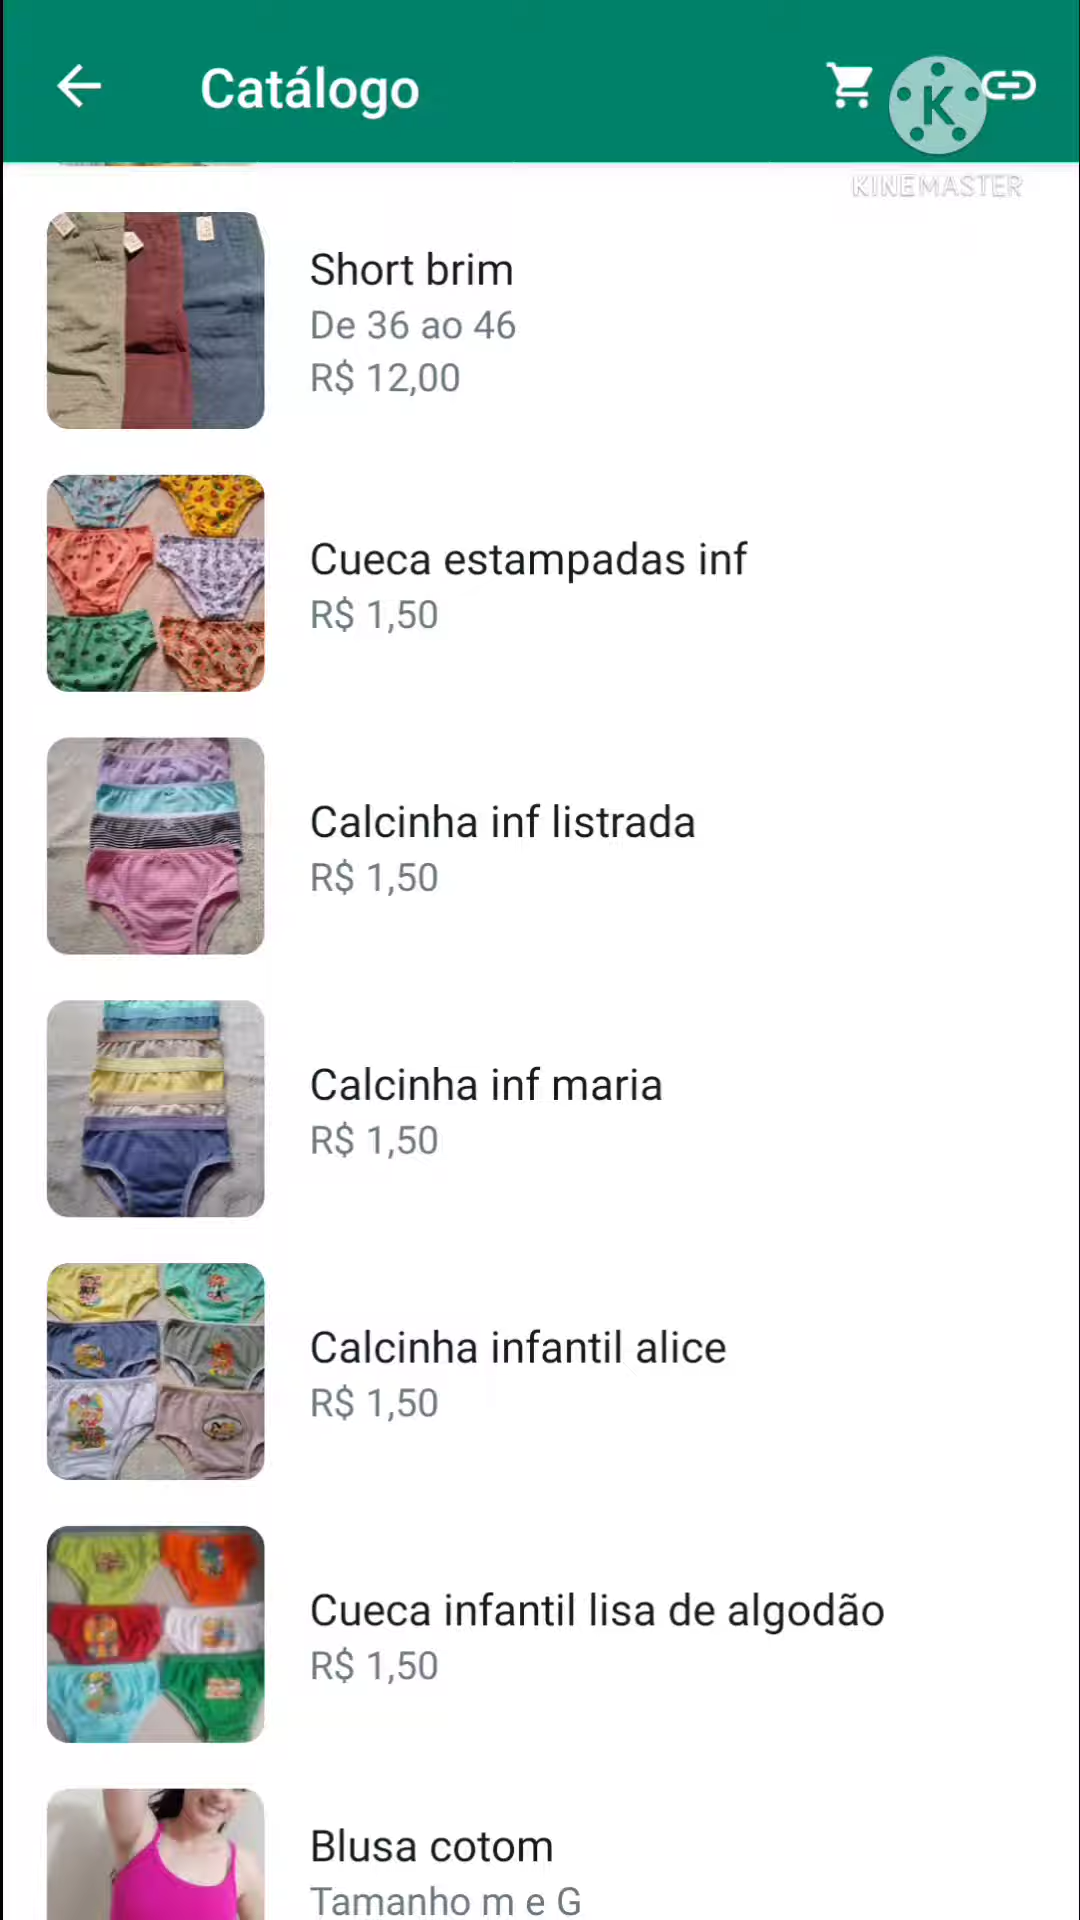 Catálogo
K
KINEMASTER
Short brim
De 36 ao 46
R$ 12,00
Cueca estampadas inf
R$ 1,50
Calcinha inf listrada
R$ 1,50
Calcinha inf maria
R$ 1,50
Calcinha infantil alice
R$ 1,50
Cueca infantil lisa de algodão
R$ 1,50
Blusa cotom
Tamanho m e G